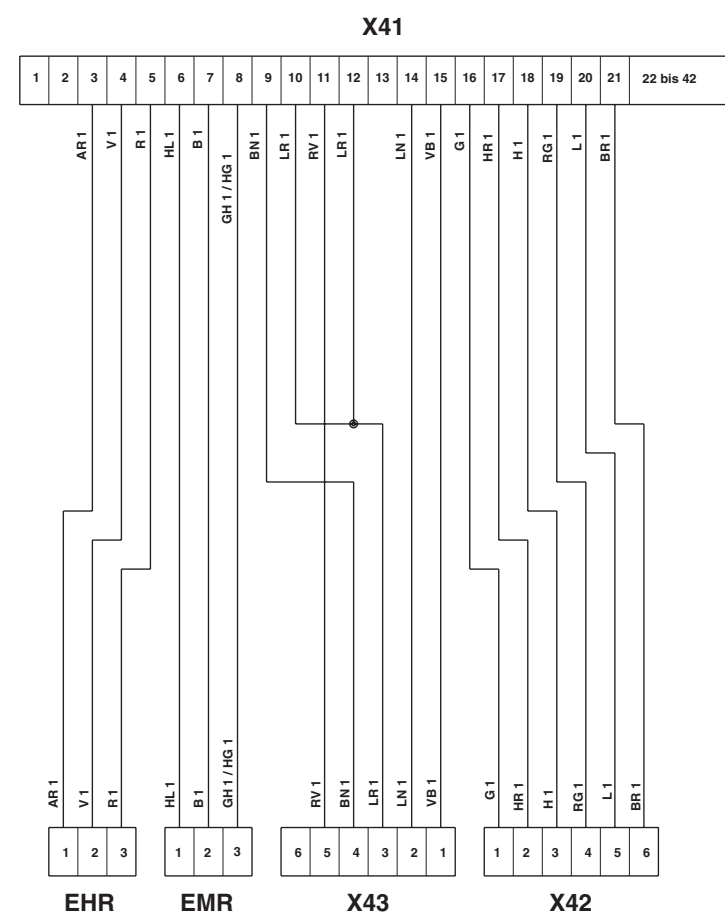 X41
1 2 3 4 5 6 7 8 9 10 11 12 13 14 15 16 17 18 19 20 21 22 bis 42
AR 1 V 1 R 1 HL 1 B 1 GH 1 / HG 1 BN 1 LR 1 RV 1 LR 1 LN 1 VB 1 G 1 HR 1 H 1 RG 1 L 1 BR 1
AR 1 V 1 R 1 HL 1 B 1 GH 1 / HG 1 RV 1 BN 1 LR 1 LN 1 VB 1 G 1 HR 1 H 1 RG 1 L 1 BR 1
1 2 3 1 2 3 6 5 4 3 2 1 1 2 3 4 5 6
EHR EMR X43 X42